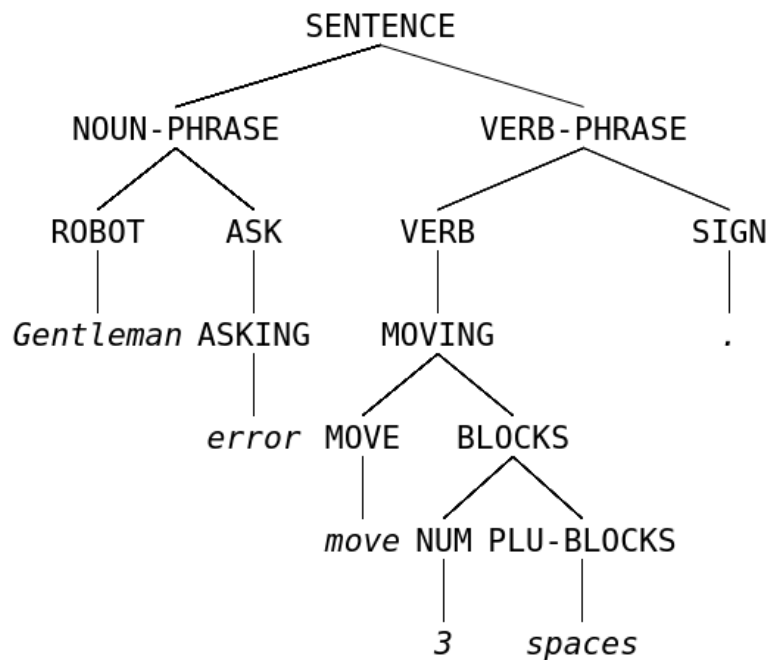 SENTENCE
NOUN-PHRASE VERB-PHRASE
ROBOT ASK VERB SIGN
Gentleman ASKING MOVING .
error MOVE BLOCKS
move NUM PLU-BLOCKS
3 spaces